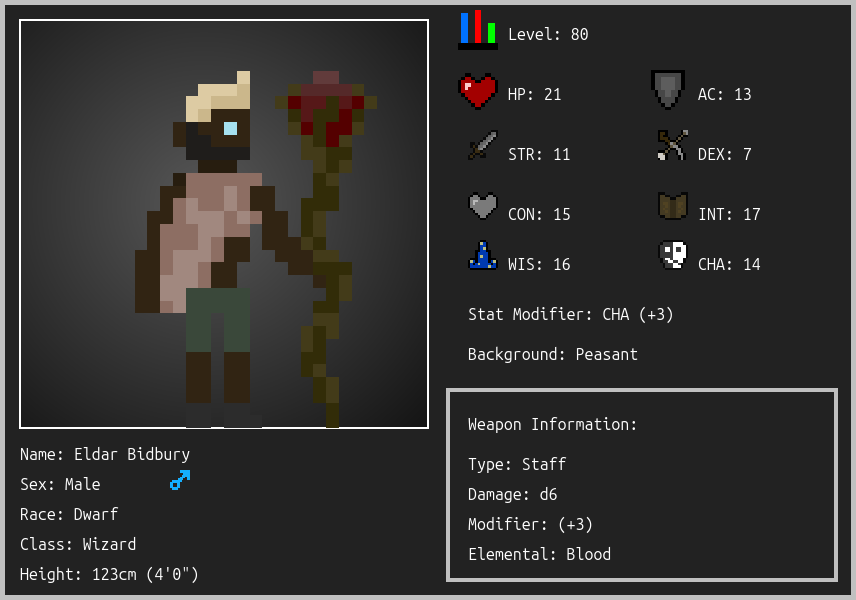 Level: 80
HP: 21
AC: 13
STR: 11
DEX: 7
CON: 15
INT: 17
WIS: 16
CHA: 14
Stat Modifier: CHA (+3)
Background: Peasant
Weapon Information:
Type: Staff
Damage: d6
Modifier: (+3)
Elemental: Blood
Name: Eldar Bidbury
Sex: Male
Race: Dwarf
Class: Wizard
Height: 123cm (4'0")